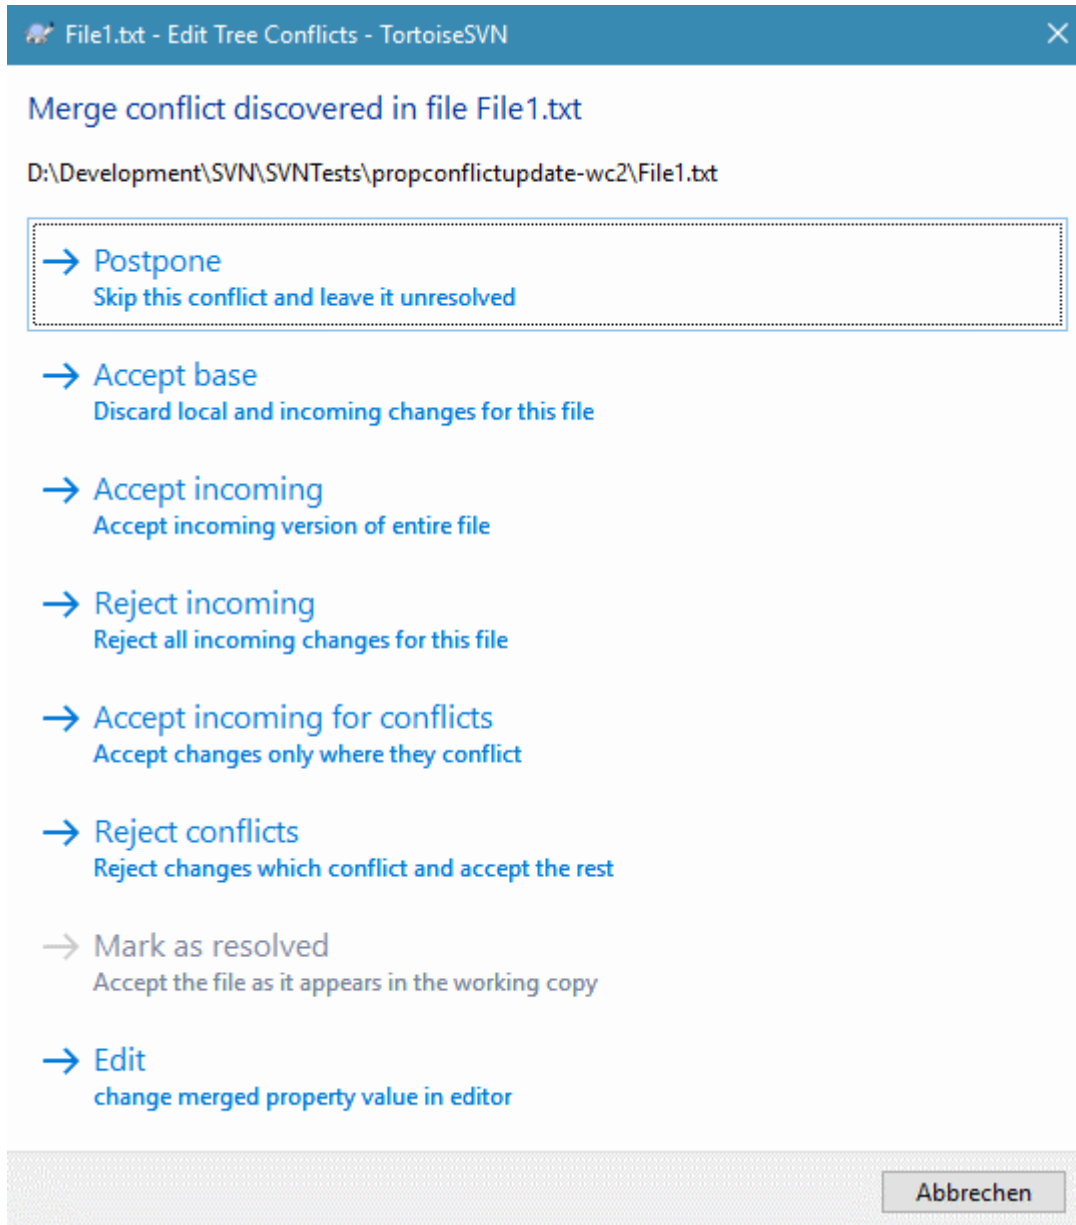 File1.txt - Edit Tree Conflicts - TortoiseSVN
Merge conflict discovered in file File1.txt
D:\Development\SVN\SVNTests\propconflictupdate-wc2\File1.txt
Postpone
Skip this conflict and leave it unresolved
Accept base
Discard local and incoming changes for this file
Accept incoming
Accept incoming version of entire file
Reject incoming
Reject all incoming changes for this file
Accept incoming for conflicts
Accept changes only where they conflict
Reject conflicts
Reject changes which conflict and accept the rest
Mark as resolved
Accept the file as it appears in the working copy
Edit
change merged property value in editor
Abbrechen